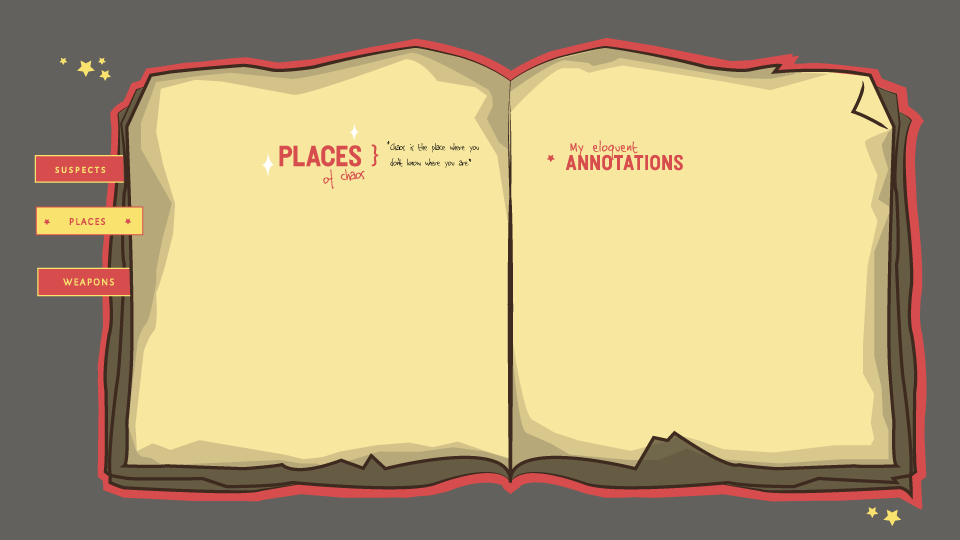 SUSPECTS
PLACES
WEAPONS
PLACES }
of chaos
"Chaos is the place where you
don't know where you are"
My eloquent
ANNOTATIONS